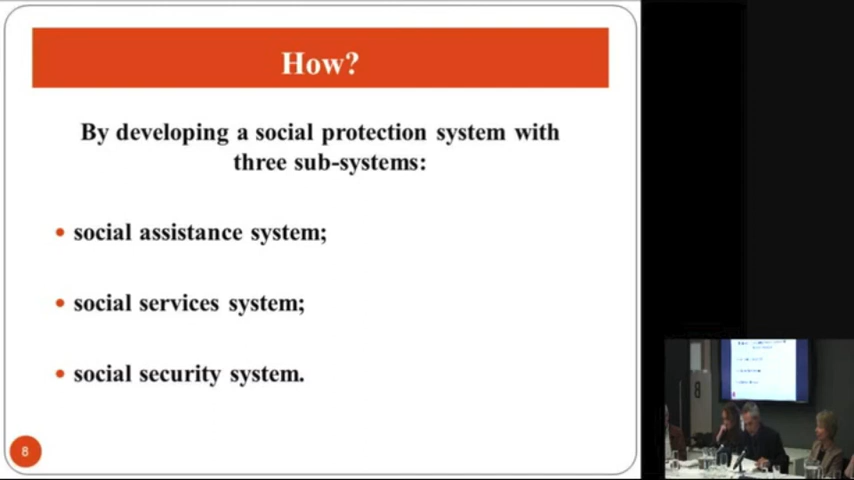 How?
By developing a social protection system with
three sub-systems:
• social assistance system;
• social services system;
• social security system.
8
8